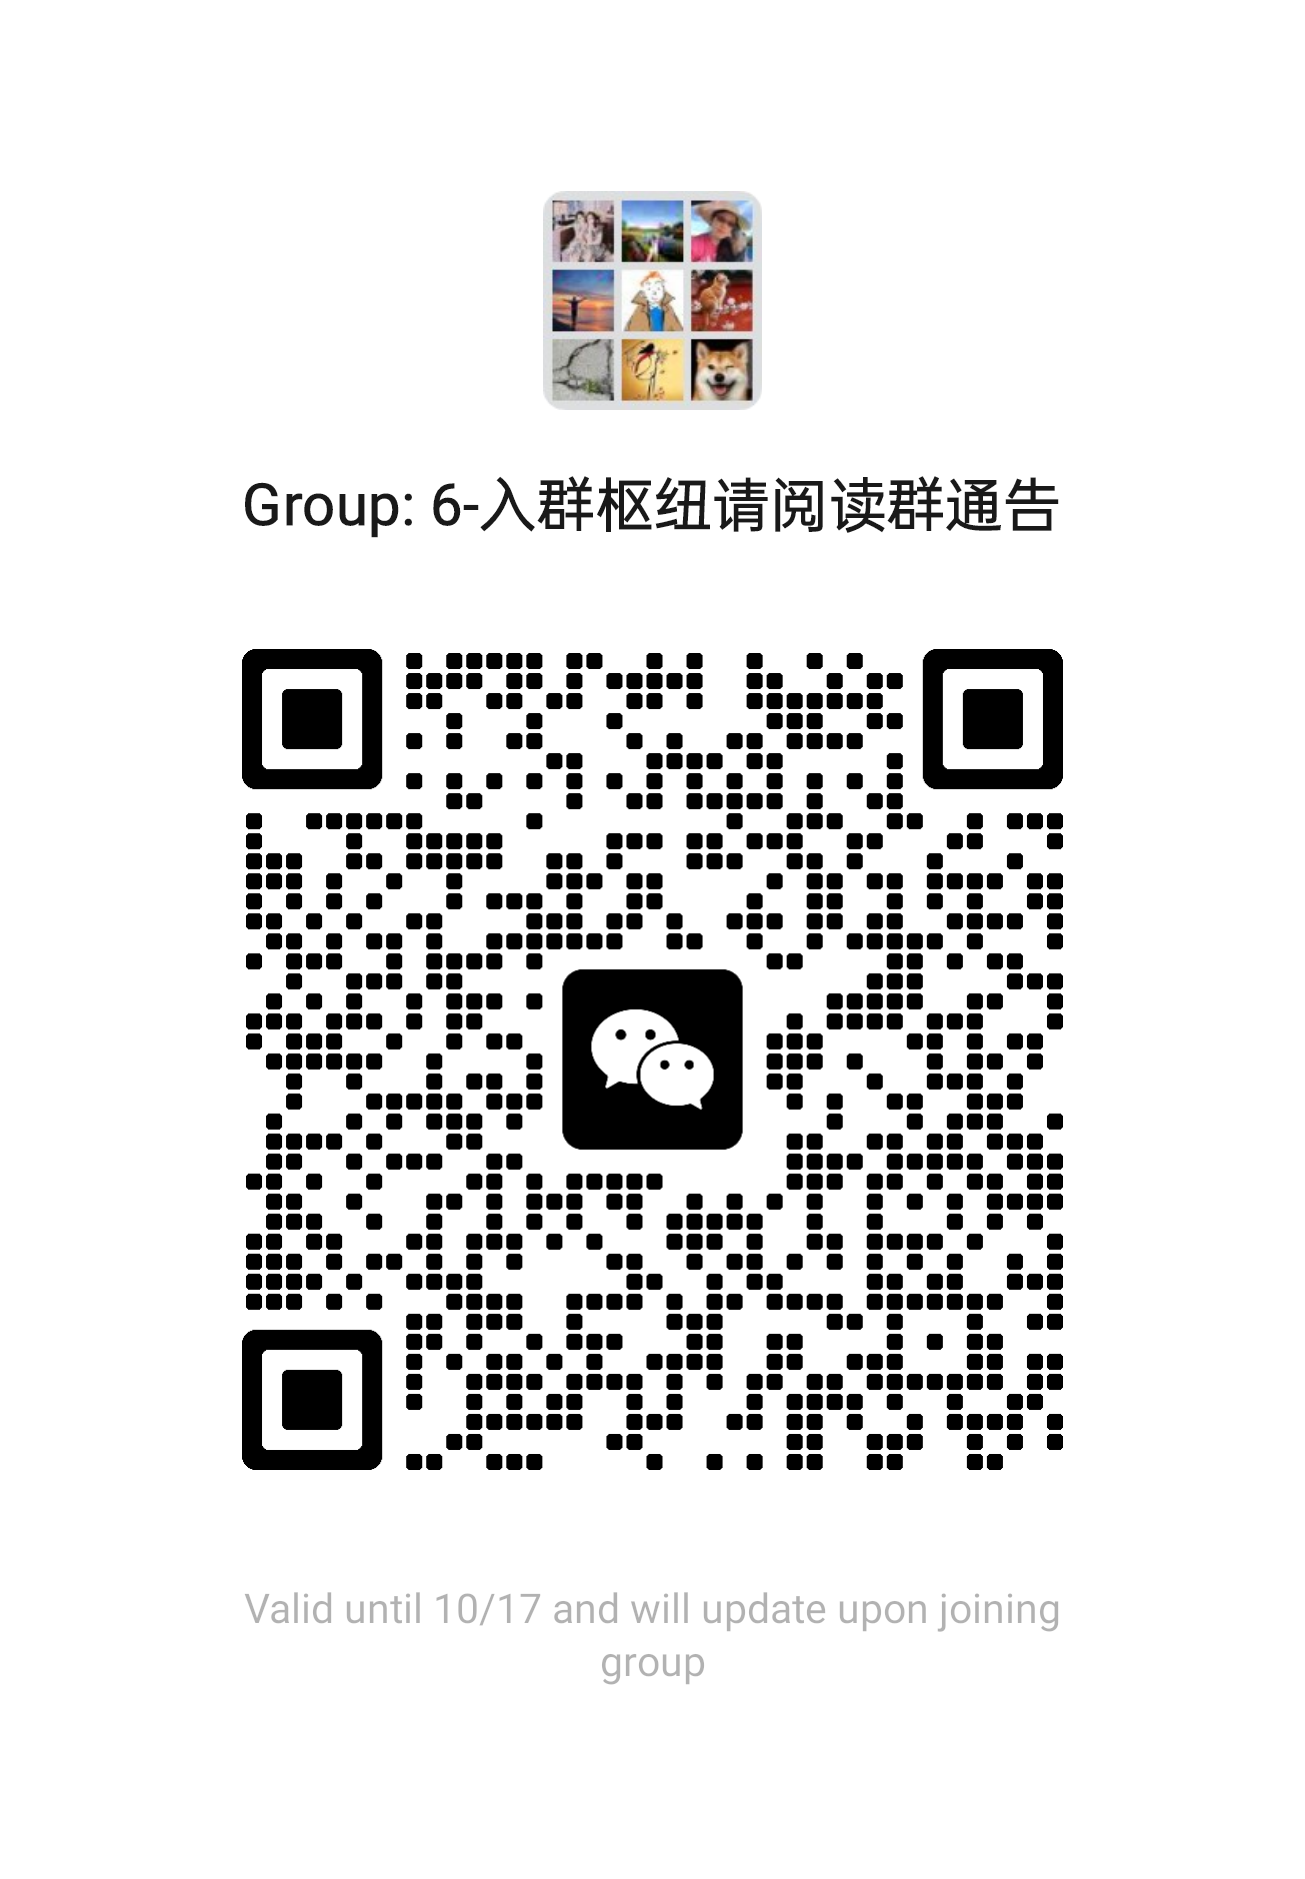 Group: 6-入群枢纽请阅读群通告
Valid until 10/17 and will update upon joining
group